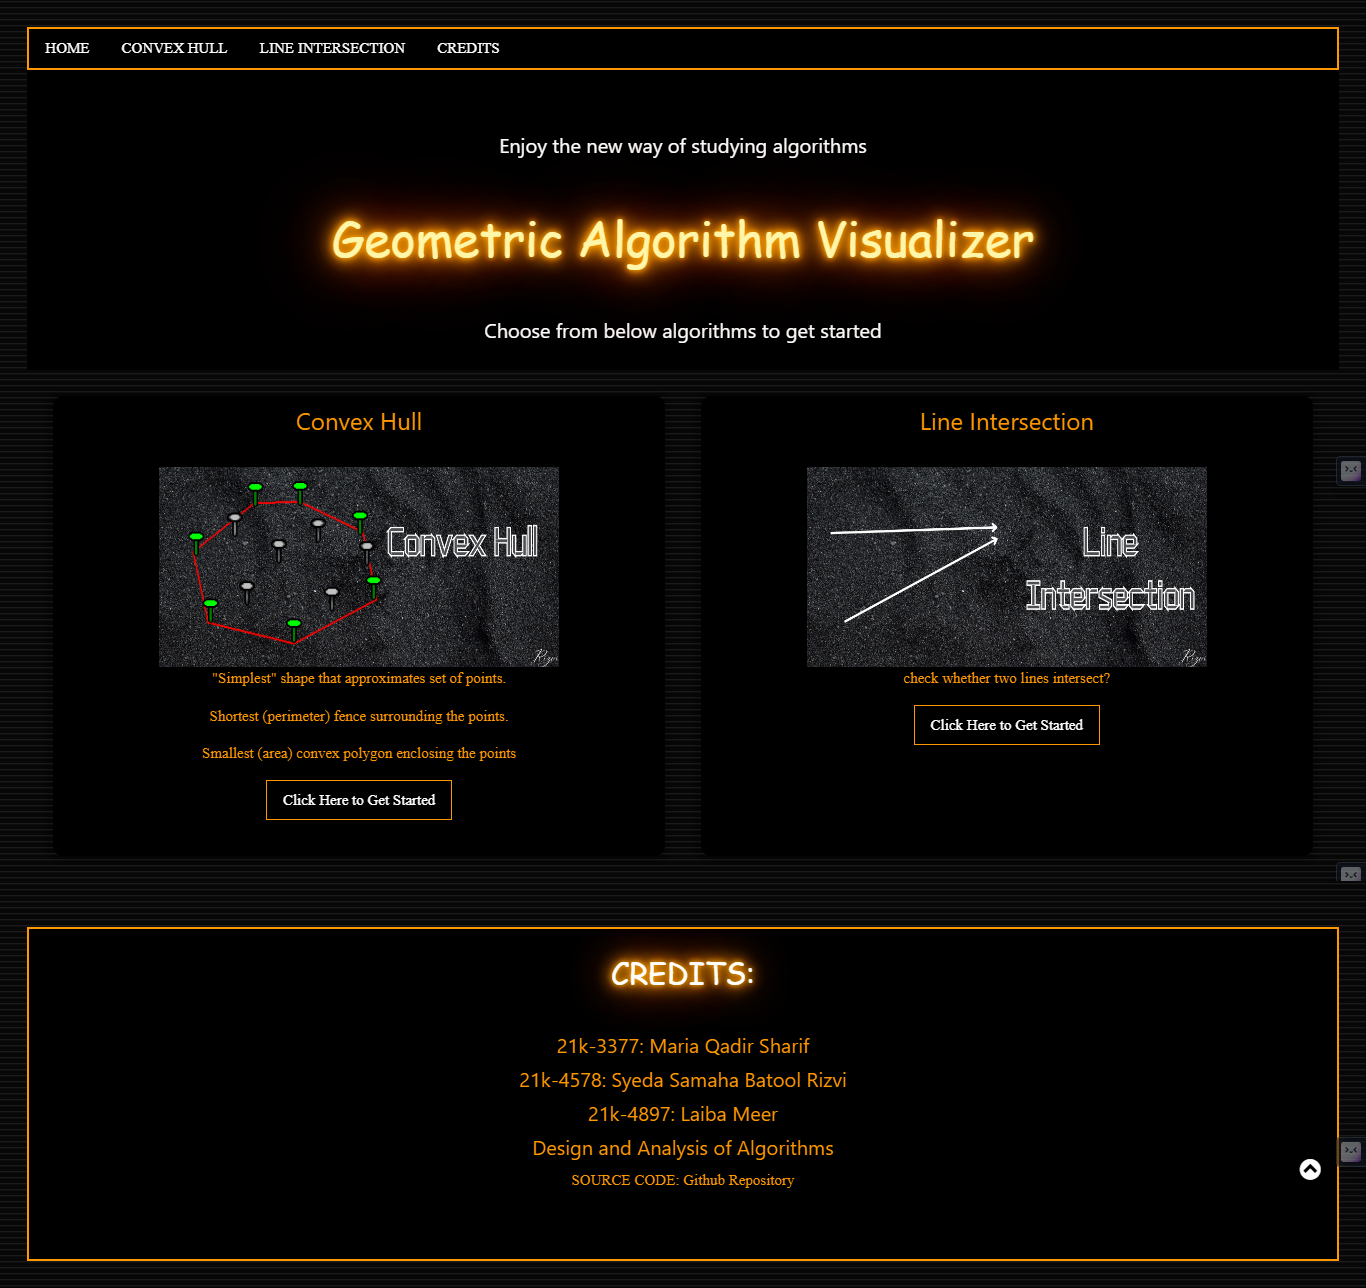 HOME CONVEX HULL LINE INTERSECTION CREDITS
Enjoy the new way of studying algorithms
Geometric Algorithm Visualizer
Choose from below algorithms to get started
Convex Hull
Convex Hull
"Simplest" shape that approximates set of points.
Shortest (perimeter) fence surrounding the points.
Smallest (area) convex polygon enclosing the points
Click Here to Get Started
Line Intersection
Line
Intersection
check whether two lines intersect?
Click Here to Get Started
CREDITS:
21k-3377: Maria Qadir Sharif
21k-4578: Syeda Samaha Batool Rizvi
21k-4897: Laiba Meer
Design and Analysis of Algorithms
SOURCE CODE: Github Repository